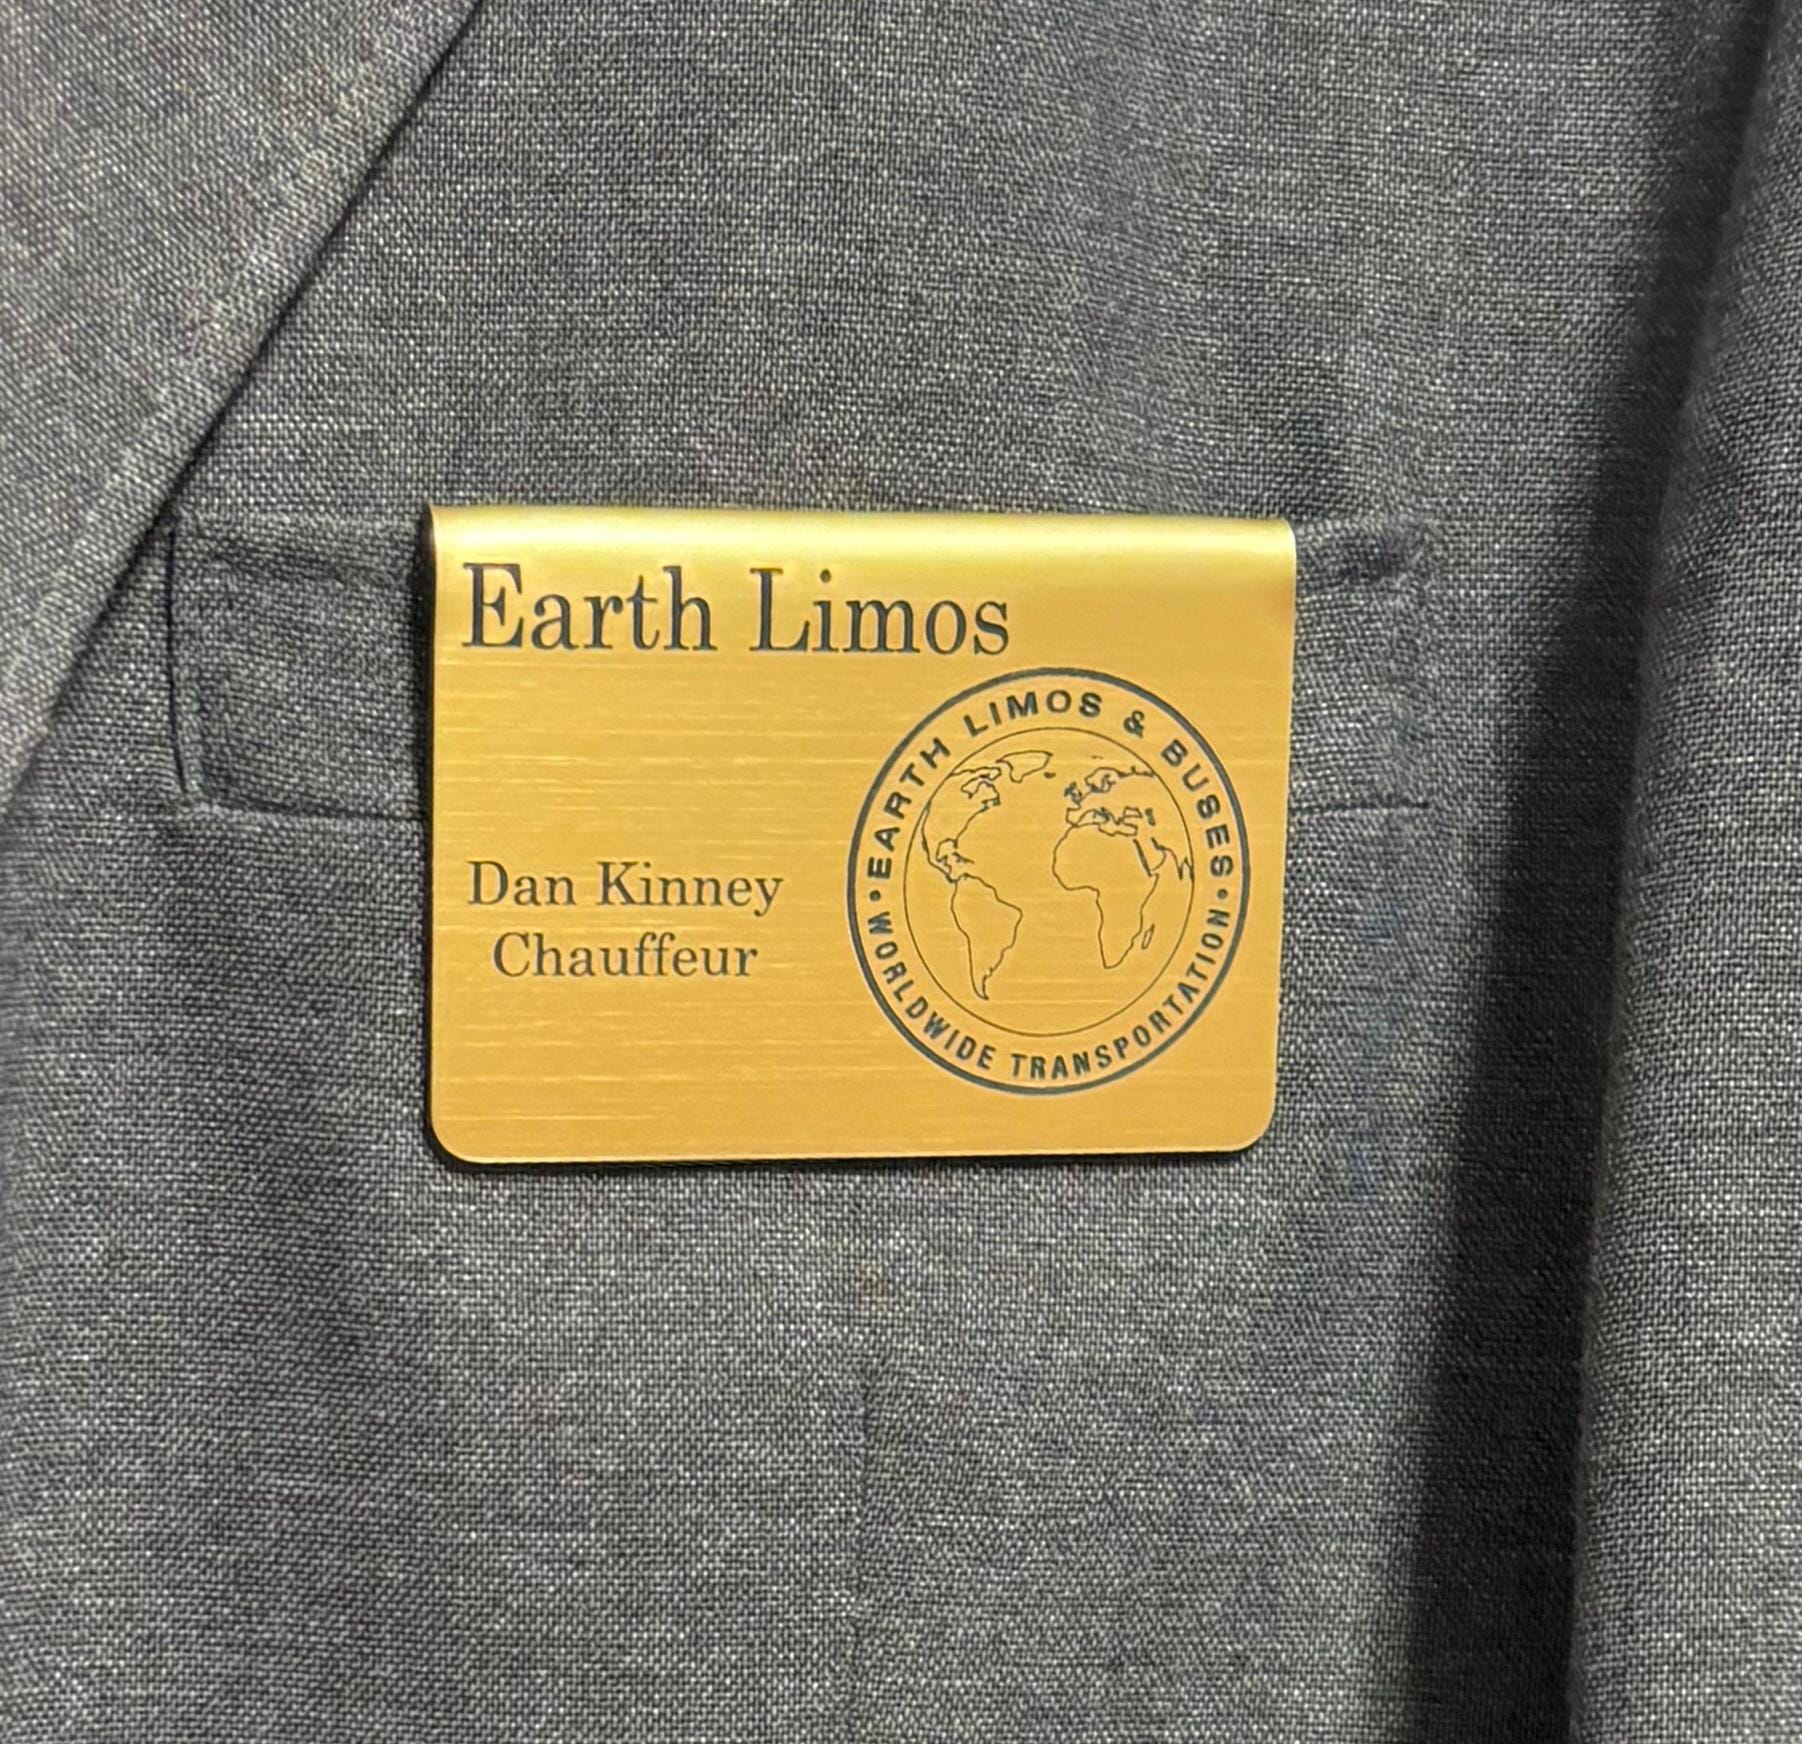 Earth Limos
EARTH LIMOS & BUSES
Dan Kinney
Chauffeur
• WORLDWIDE TRANSPORTATION •